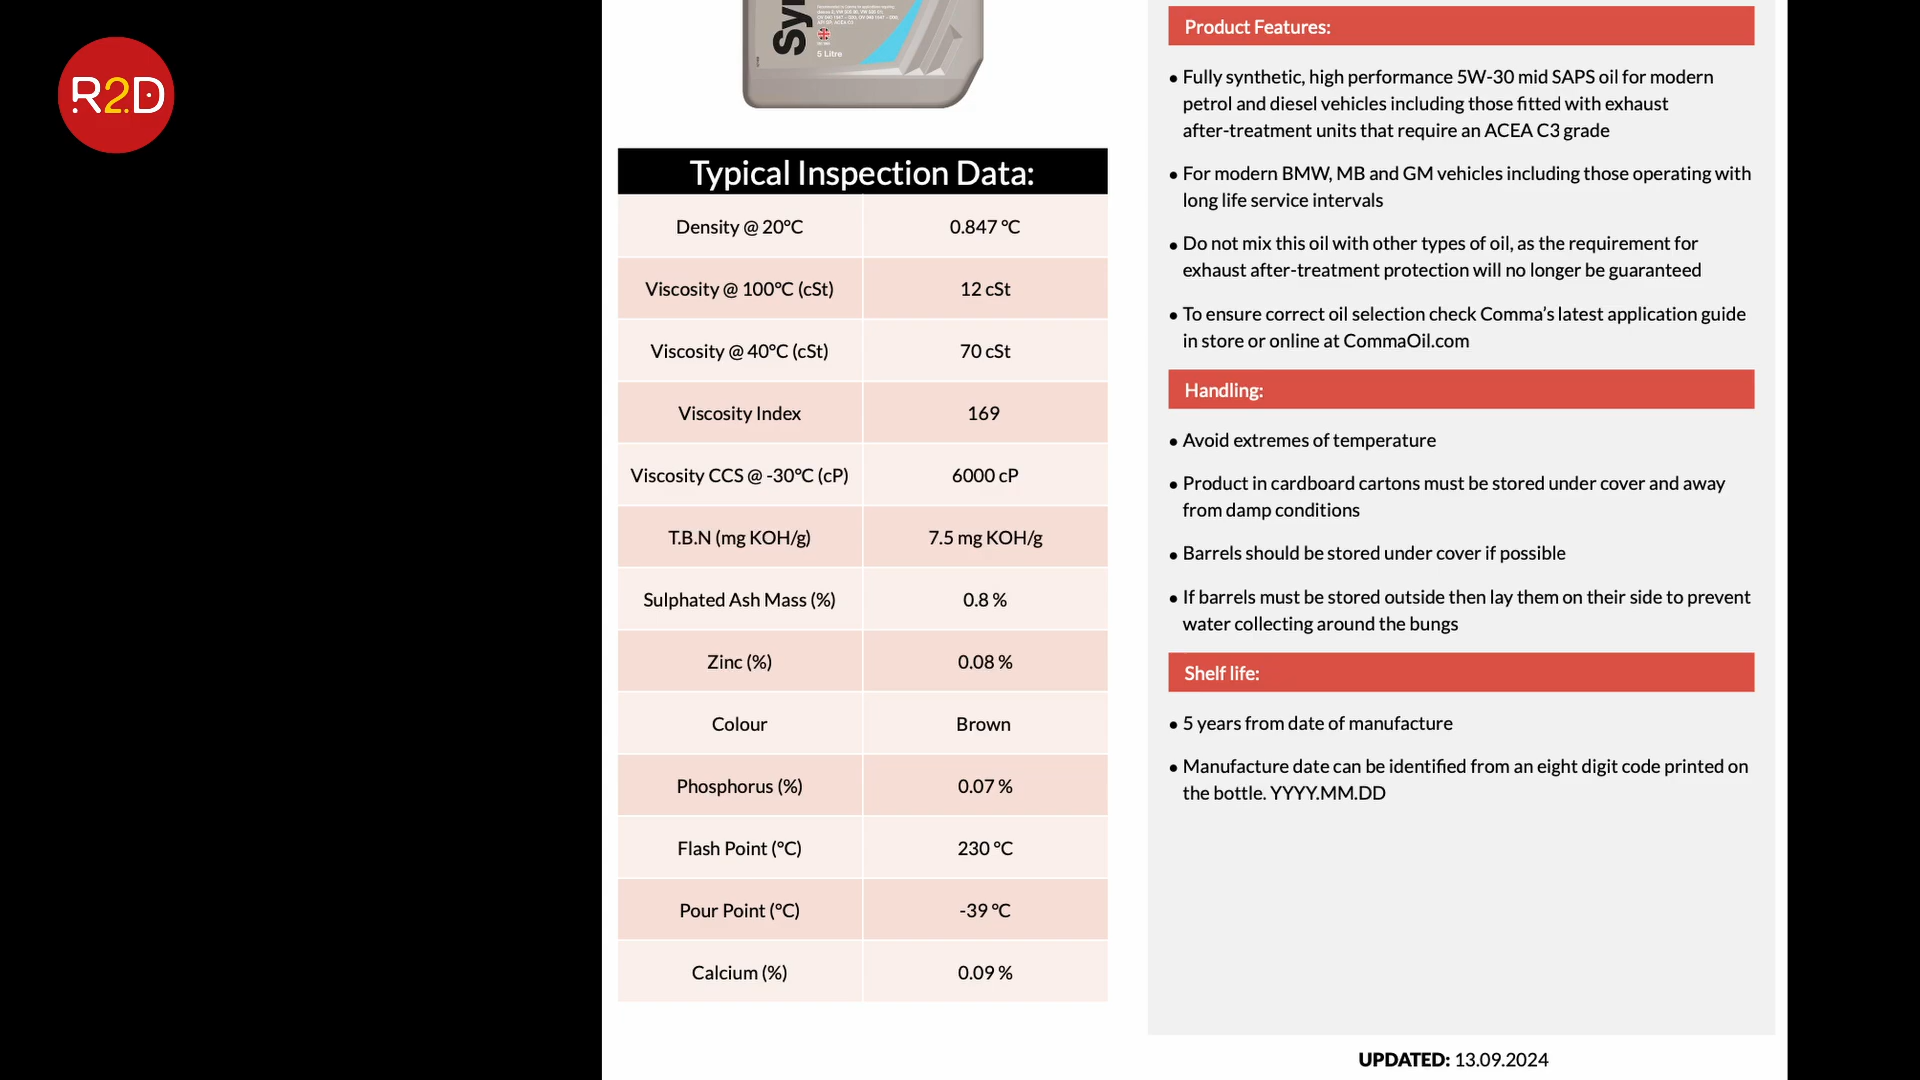 R2D
Syn
5 Litre
Typical Inspection Data:
Density @ 20°C 0.847 °C
Viscosity @ 100°C (cSt) 12 cSt
Viscosity @ 40°C (cSt) 70 cSt
Viscosity Index 169
Viscosity CCS @ -30°C (cP) 6000 cP
T.B.N (mg KOH/g) 7.5 mg KOH/g
Sulphated Ash Mass (%) 0.8 %
Zinc (%) 0.08 %
Colour Brown
Phosphorus (%) 0.07 %
Flash Point (°C) 230 °C
Pour Point (°C) -39 °C
Calcium (%) 0.09 %
Product Features:
• Fully synthetic, high performance 5W-30 mid SAPS oil for modern
petrol and diesel vehicles including those fitted with exhaust
after-treatment units that require an ACEA C3 grade
• For modern BMW, MB and GM vehicles including those operating with
long life service intervals
• Do not mix this oil with other types of oil, as the requirement for
exhaust after-treatment protection will no longer be guaranteed
• To ensure correct oil selection check Comma’s latest application guide
in store or online at CommaOil.com
Handling:
• Avoid extremes of temperature
• Product in cardboard cartons must be stored under cover and away
from damp conditions
• Barrels should be stored under cover if possible
• If barrels must be stored outside then lay them on their side to prevent
water collecting around the bungs
Shelf life:
• 5 years from date of manufacture
• Manufacture date can be identified from an eight digit code printed on
the bottle. YYYY.MM.DD
UPDATED: 13.09.2024